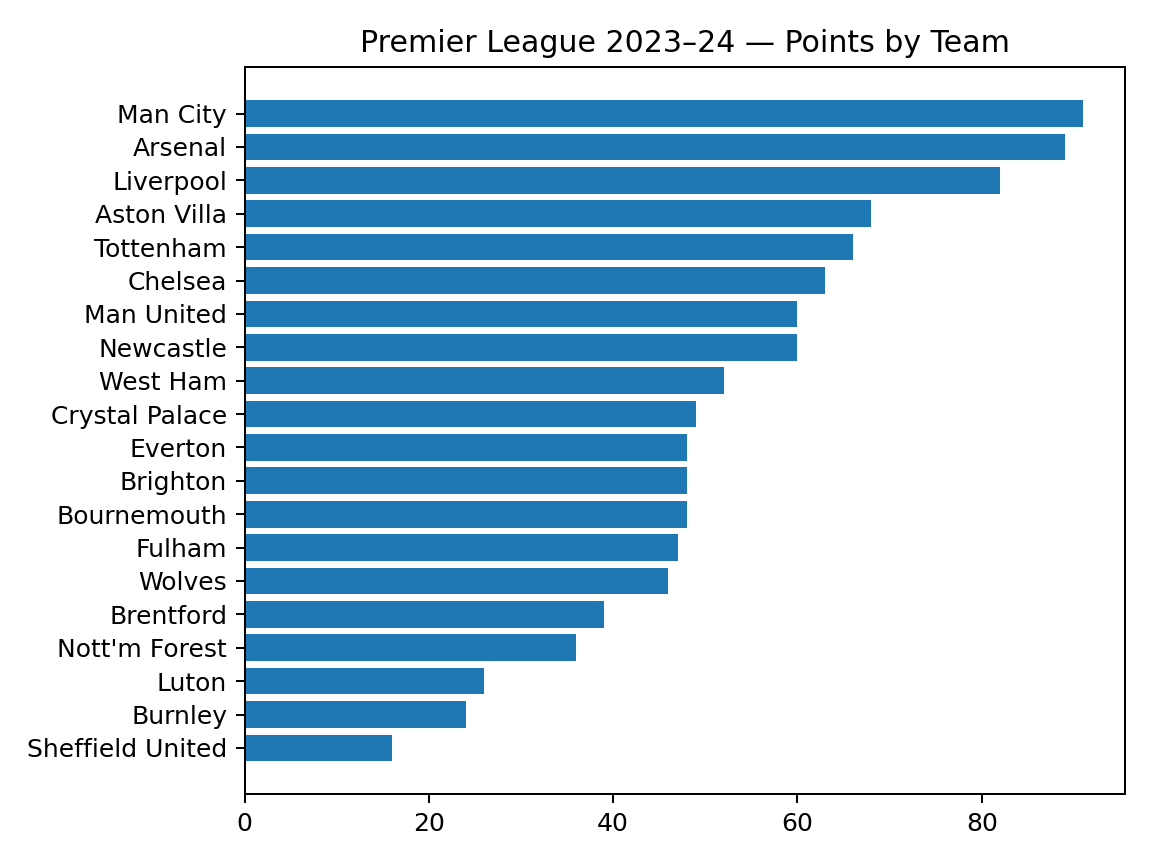 Premier League 2023–24 — Points by Team
Man City
Arsenal
Liverpool
Aston Villa
Tottenham
Chelsea
Man United
Newcastle
West Ham
Crystal Palace
Everton
Brighton
Bournemouth
Fulham
Wolves
Brentford
Nott'm Forest
Luton
Burnley
Sheffield United
0 20 40 60 80